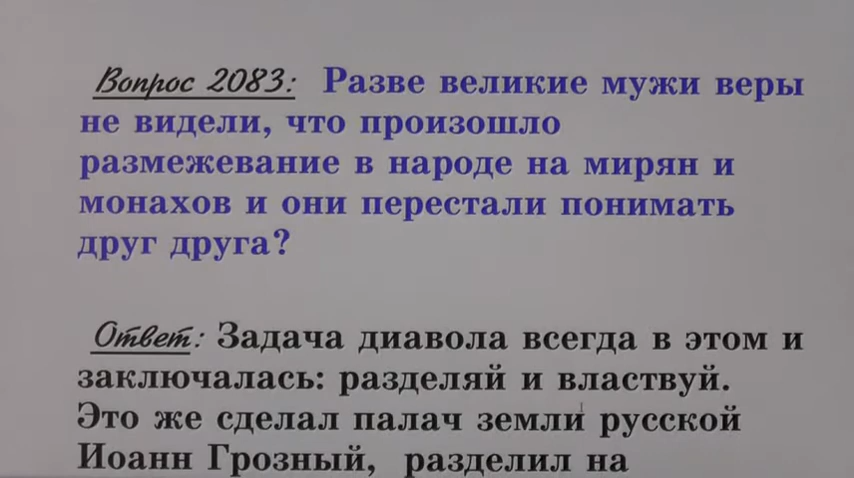 Вопрос 2083: Разве великие мужи веры
не видели, что произошло
размежевание в народе на мирян и
монахов и они перестали понимать
друг друга?
Ответ: Задача диавола всегда в этом и
заключалась: разделяй и властвуй.
Это же сделал палач земли русской
Иоанн Грозный, разделил на